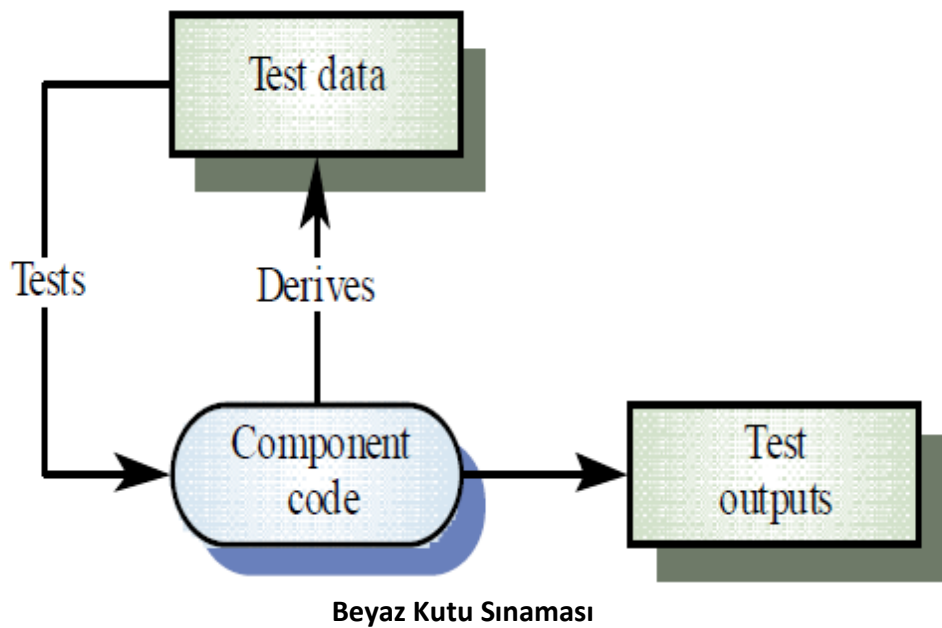 Test data
Tests
Derives
Component
code
Test
outputs
Beyaz Kutu Sınaması